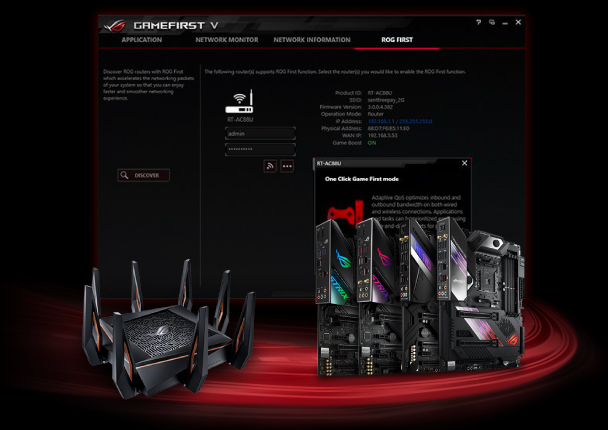 GAMEFIRST V
APPLICATION
NETWORK MONITOR
NETWORK INFORMATION
ROG FIRST
Discover ROG routers with ROG First
which accelerates the networking packets
of your system so that you can enjoy
faster and smoother networking
experience.
DISCOVER
The following router(s) supports ROG First function. Select the router(s) you would like to enable the ROG First function.
RT-AC88U
admin
Product ID: RT-AC88U
SSID:
Firmware Version: 3.0.0.4.382
Operation Mode: Router
IP Address:
Physical Address:
WAN IP: 192.168.3.53
Game Boost: ON
RT-AC88U
One Click Game First mode
Adaptive QoS optimizes inbound and
outbound bandwidth on both wired
and wireless connections. Applications
and tasks can be prioritized
STRIX
STRIX